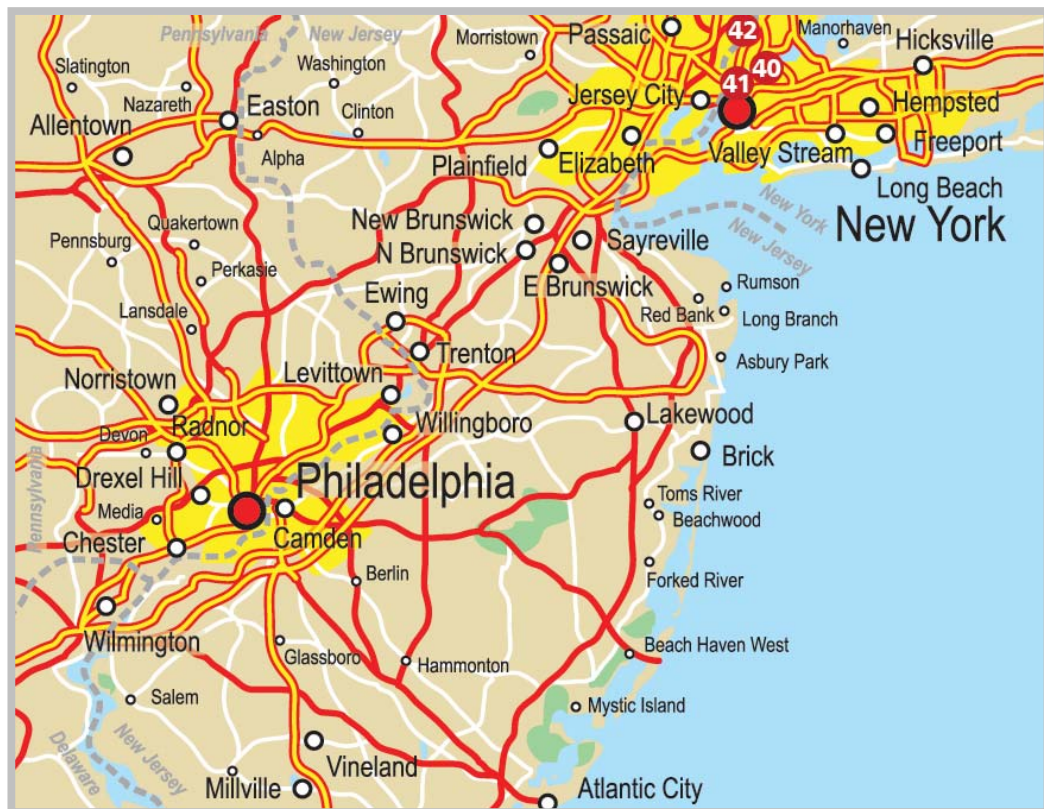 Pennsylvania
New Jersey
Passaic
42
Manorhaven
Hicksville
Morristown
Slatington
Washington
40
41
Nazareth
Easton
Clinton
Jersey City
Hempsted
Allentown
Alpha
Plainfield
Elizabeth
Valley Stream
Freeport
Long Beach
New York
New York
New Jersey
Quakertown
New Brunswick
Pennsburg
N Brunswick
Sayreville
Perkasie
E Brunswick
Rumson
Ewing
Red Bank
Long Branch
Lansdale
Trenton
Asbury Park
Norristown
Levittown
Radnor
Willingboro
Lakewood
Devon
Brick
Pennsylvania
Drexel Hill
Philadelphia
Toms River
Media
Beachwood
Chester
Camden
Berlin
Forked River
Wilmington
Glassboro
Hammonton
Beach Haven West
Salem
Mystic Island
Delaware
New Jersey
Vineland
Millville
Atlantic City